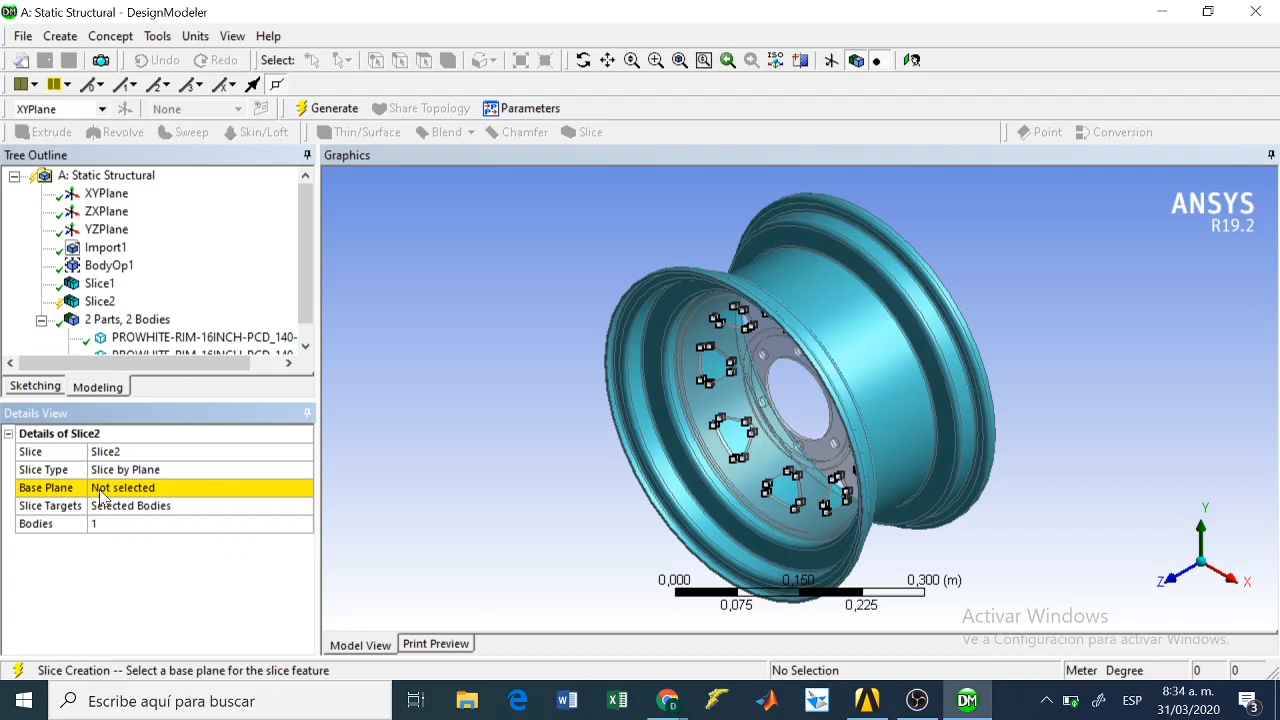 A: Static Structural - DesignModeler
File Create Concept Tools Units View Help
Undo Redo Select: ISO
XYPlane None Generate Share Topology Parameters
Extrude Revolve Sweep Skin/Loft Thin/Surface Blend Chamfer Slice Point Conversion
Tree Outline
Graphics
A: Static Structural
XYPlane
ZXPlane
YZPlane
Import1
BodyOp1
Slice1
Slice2
2 Parts, 2 Bodies
PROWHITE-RIM-16INCH-PCD_140-
PROWHITE-RIM-16INCH-PCD_140-
Sketching Modeling
Details View
Details of Slice2
Slice Slice2
Slice Type Slice by Plane
Base Plane Not selected
Slice Targets Selected Bodies
Bodies 1
ANSYS
R19.2
0,000 0,150 0,300 (m)
0,075 0,225
Y
Z X
Activar Windows
Ve a Configuración para activar Windows.
Model View Print Preview
Slice Creation -- Select a base plane for the slice feature No Selection Meter Degree 0 0
Escribe aquí para buscar
ESP
8:34 a. m.
31/03/2020
3